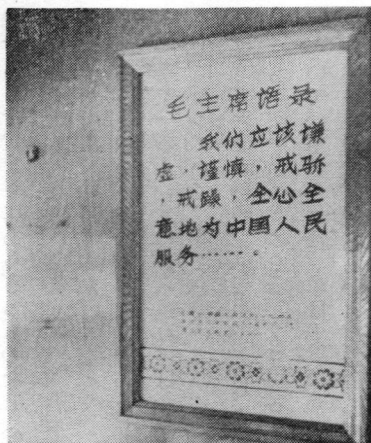 毛主席语录
我们应该谦
虚，谨慎，戒骄
，戒躁，全心全
意地为中国人民
服务……。